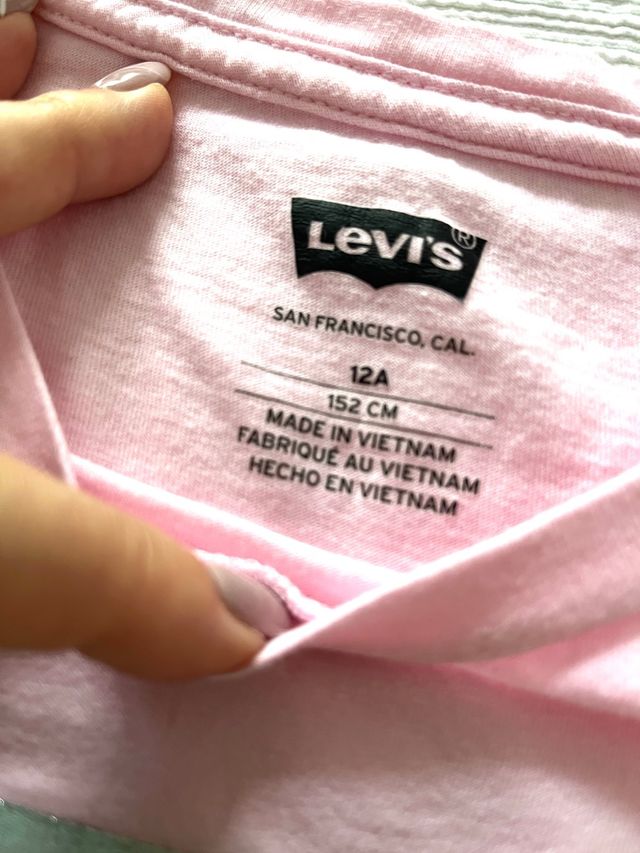 Levi's®
SAN FRANCISCO, CAL.
12A
152 CM
MADE IN VIETNAM
FABRIQUÉ AU VIETNAM
HECHO EN VIETNAM